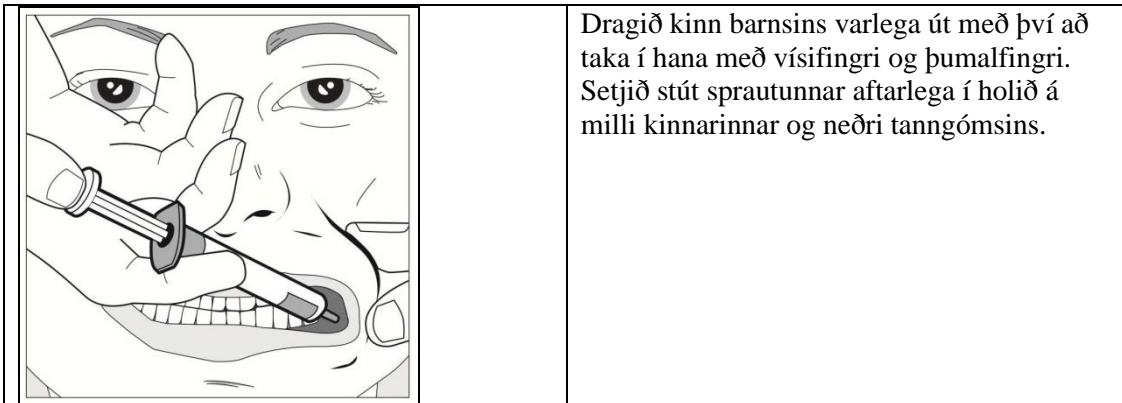 Dragið kinn barnsins varlega út með því að
taka í hana með vísifingri og þumalfingri.
Setjið stút sprautunnar aftarlega í holið á
milli kinnarinnar og neðri tanngómsins.